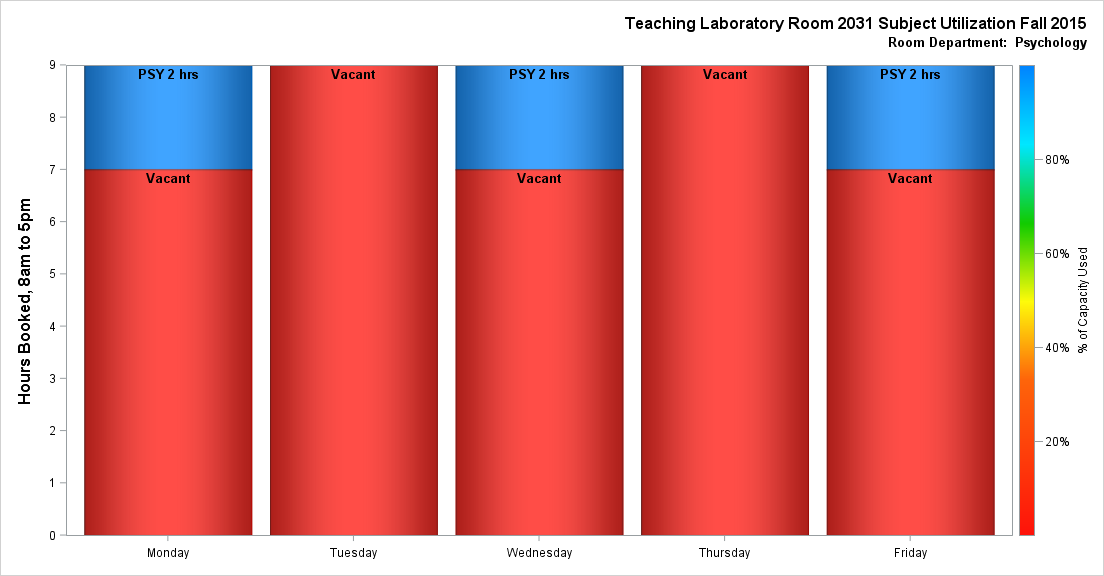 Teaching Laboratory Room 2031 Subject Utilization Fall 2015
Room Department:  Psychology
Hours Booked, 8am to 5pm
9
8
7
6
5
4
3
2
1
0
PSY 2 hrs
Vacant
Vacant
PSY 2 hrs
Vacant
Vacant
PSY 2 hrs
Vacant
Monday
Tuesday
Wednesday
Thursday
Friday
80%
60%
40%
20%
% of Capacity Used